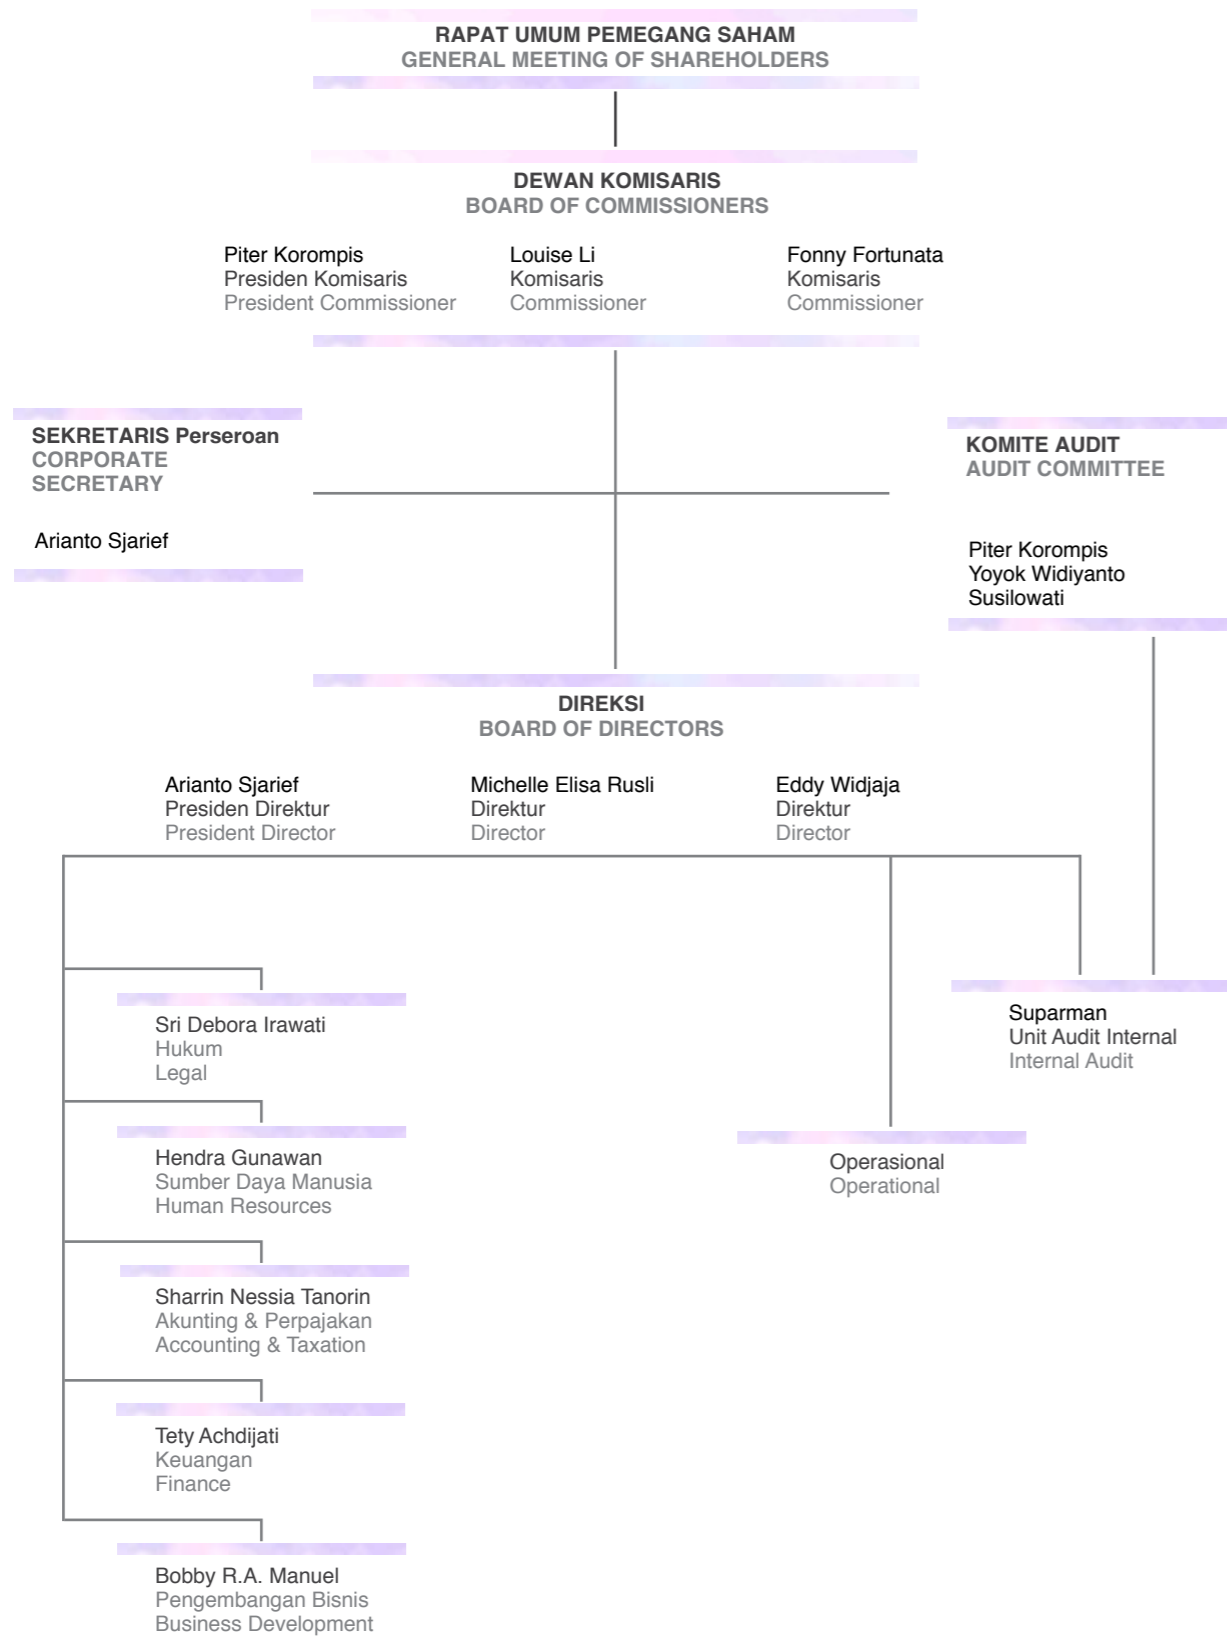 RAPAT UMUM PEMEGANG SAHAM
GENERAL MEETING OF SHAREHOLDERS
DEWAN KOMISARIS
BOARD OF COMMISSIONERS
Piter Korompis
Presiden Komisaris
President Commissioner
Louise Li
Komisaris
Commissioner
Fonny Fortunata
Komisaris
Commissioner
SEKRETARIS Perseroan
CORPORATE
SECRETARY
Arianto Sjarief
KOMITE AUDIT
AUDIT COMMITTEE
Piter Korompis
Yoyok Widiyanto
Susilowati
DIREKSI
BOARD OF DIRECTORS
Arianto Sjarief
Presiden Direktur
President Director
Michelle Elisa Rusli
Direktur
Director
Eddy Widjaja
Direktur
Director
Sri Debora Irawati
Hukum
Legal
Hendra Gunawan
Sumber Daya Manusia
Human Resources
Sharrin Nessia Tanorin
Akunting & Perpajakan
Accounting & Taxation
Tety Achdijati
Keuangan
Finance
Bobby R.A. Manuel
Pengembangan Bisnis
Business Development
Operasional
Operational
Suparman
Unit Audit Internal
Internal Audit